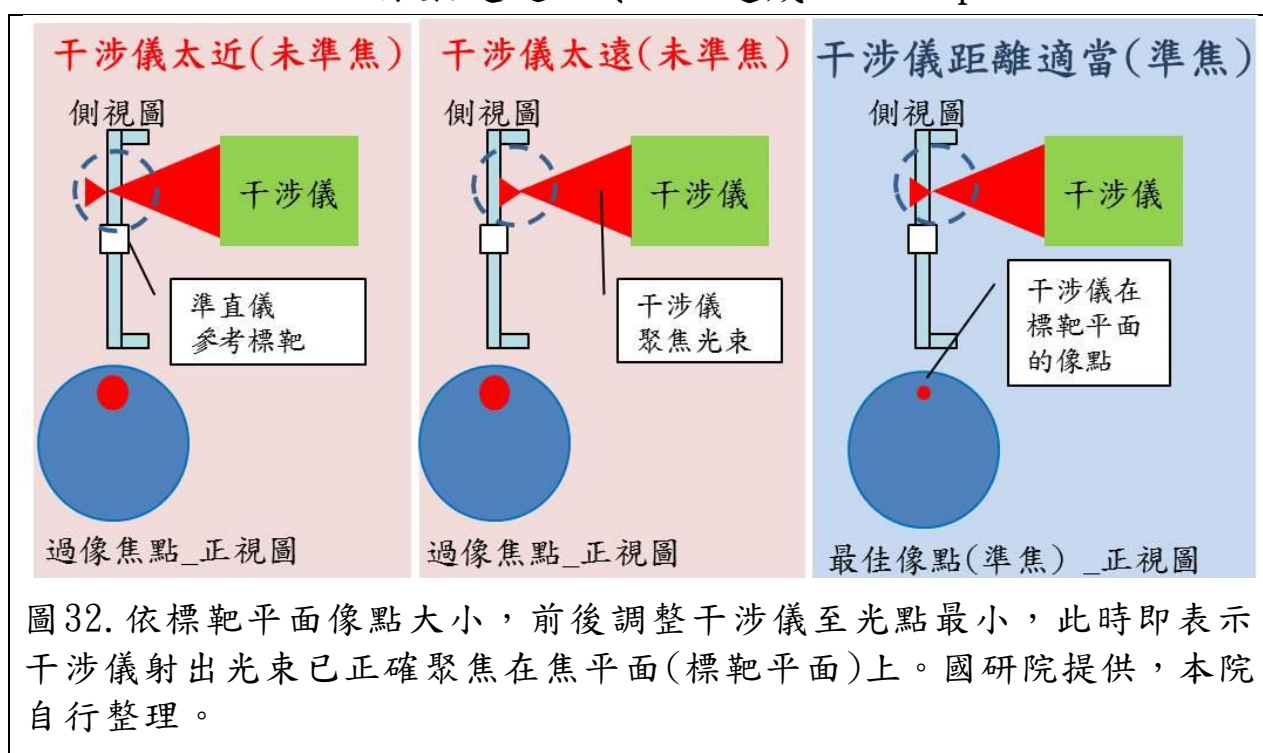 干涉儀太近(未準焦)
側視圖
干涉儀
準直儀
參考標靶
過像焦點_正視圖
干涉儀太遠(未準焦)
側視圖
干涉儀
干涉儀
聚焦光束
過像焦點_正視圖
干涉儀距離適當(準焦)
側視圖
干涉儀
干涉儀在
標靶平面
的像點
最佳像點(準焦) _正視圖
圖32.依標靶平面像點大小，前後調整干涉儀至光點最小，此時即表示
干涉儀射出光束已正確聚焦在焦平面(標靶平面)上。國研院提供，本院
自行整理。